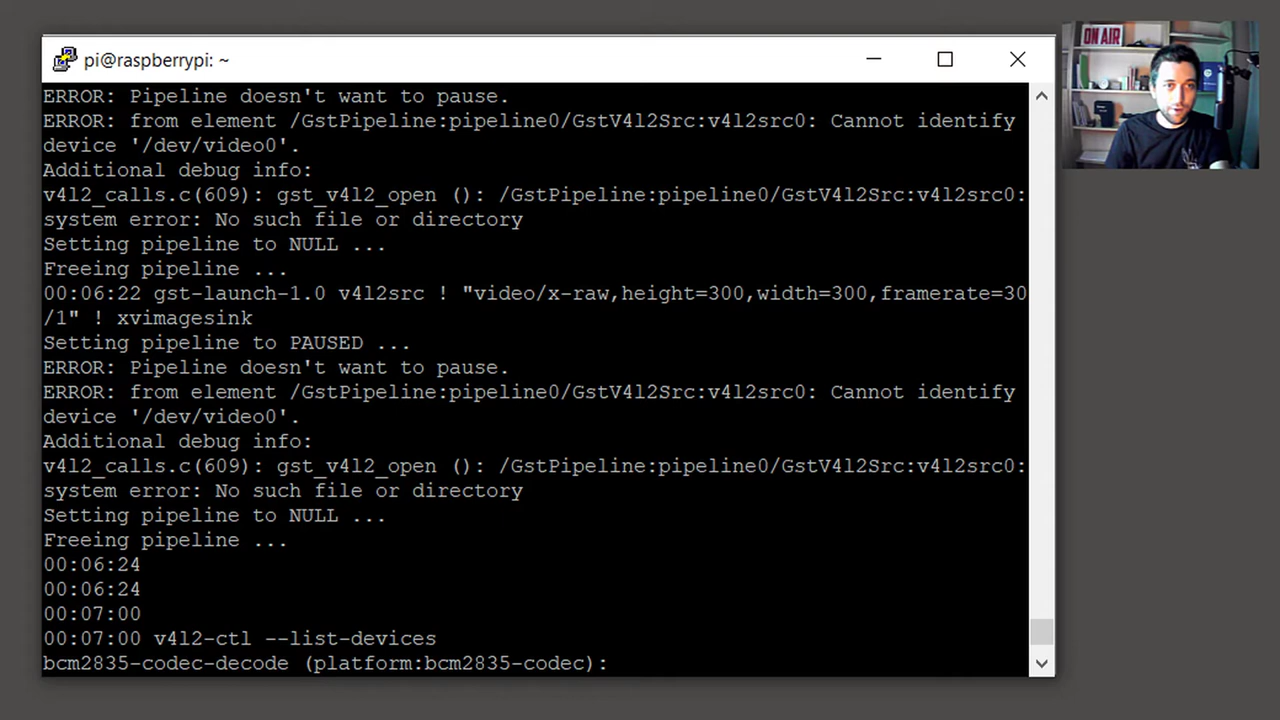 pi@raspberrypi: ~
ON AIR
ERROR: Pipeline doesn't want to pause.
ERROR: from element /GstPipeline:pipeline0/GstV4l2Src:v4l2src0: Cannot identify
device '/dev/video0'.
Additional debug info:
v4l2_calls.c(609): gst_v4l2_open (): /GstPipeline:pipeline0/GstV4l2Src:v4l2src0:
system error: No such file or directory
Setting pipeline to NULL ...
Freeing pipeline ...
00:06:22 gst-launch-1.0 v4l2src ! "video/x-raw,height=300,width=300,framerate=30
/1" ! xvimagesink
Setting pipeline to PAUSED ...
ERROR: Pipeline doesn't want to pause.
ERROR: from element /GstPipeline:pipeline0/GstV4l2Src:v4l2src0: Cannot identify
device '/dev/video0'.
Additional debug info:
v4l2_calls.c(609): gst_v4l2_open (): /GstPipeline:pipeline0/GstV4l2Src:v4l2src0:
system error: No such file or directory
Setting pipeline to NULL ...
Freeing pipeline ...
00:06:24
00:06:24
00:07:00
00:07:00 v4l2-ctl --list-devices
bcm2835-codec-decode (platform:bcm2835-codec):